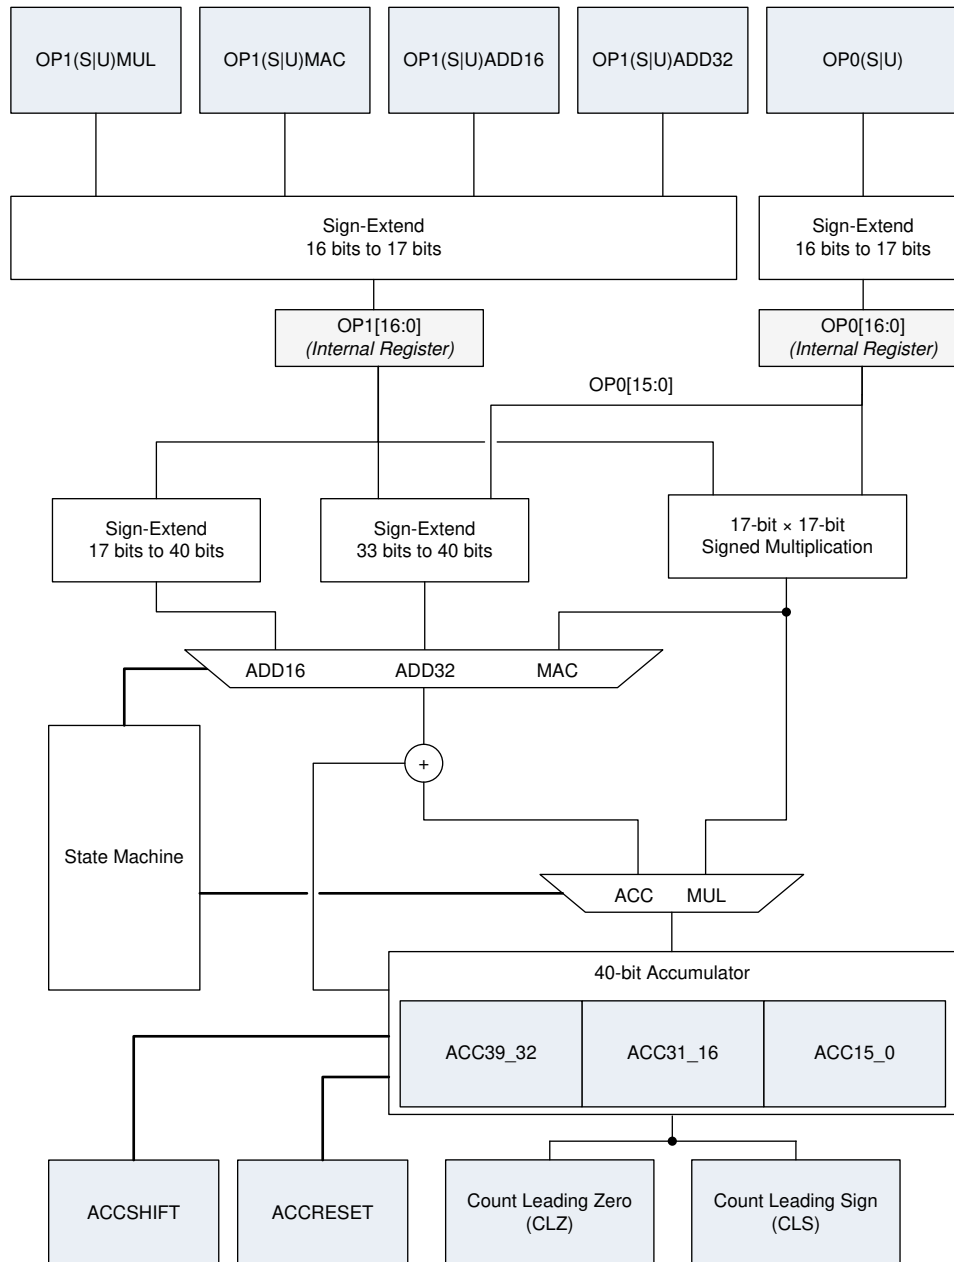 OP1(S|U)MUL
OP1(S|U)MAC
OP1(S|U)ADD16
OP1(S|U)ADD32
OP0(S|U)
Sign-Extend
16 bits to 17 bits
Sign-Extend
16 bits to 17 bits
OP1[16:0]
(Internal Register)
OP0[16:0]
(Internal Register)
OP0[15:0]
Sign-Extend
17 bits to 40 bits
Sign-Extend
33 bits to 40 bits
17-bit × 17-bit
Signed Multiplication
ADD16
ADD32
MAC
+
State Machine
ACC
MUL
40-bit Accumulator
ACC39_32
ACC31_16
ACC15_0
ACCSHIFT
ACCRESET
Count Leading Zero
(CLZ)
Count Leading Sign
(CLS)